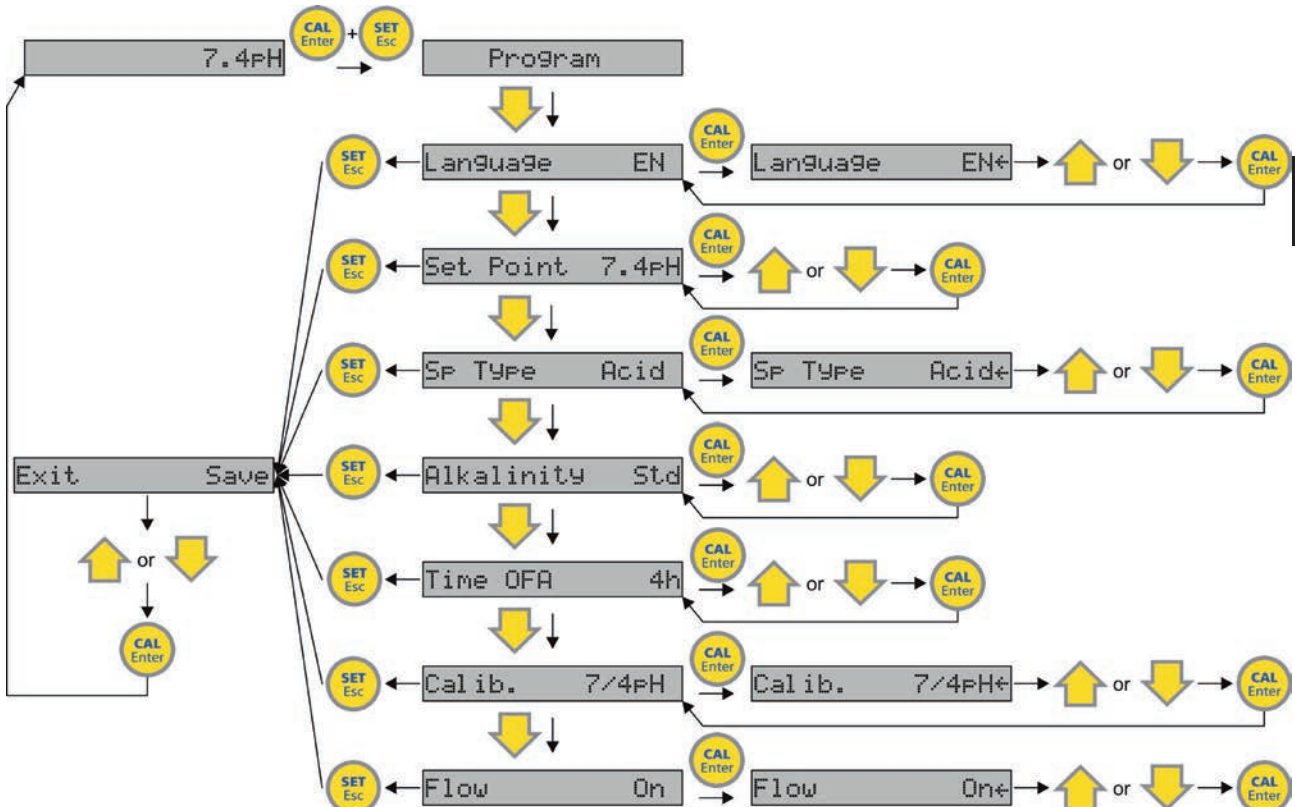 7.4pH
CAL Enter
+
SET Esc
Program
SET Esc
Language EN
CAL Enter
Language EN←
or
CAL Enter
SET Esc
Set Point 7.4pH
CAL Enter
or
CAL Enter
SET Esc
Sp Type Acid
CAL Enter
Sp Type Acid←
or
CAL Enter
Exit Save
SET Esc
Alkalinity Std
CAL Enter
or
CAL Enter
or
CAL Enter
SET Esc
Time OFA 4h
CAL Enter
or
CAL Enter
SET Esc
Calib. 7/4pH
CAL Enter
Calib. 7/4pH←
or
CAL Enter
SET Esc
Flow On
CAL Enter
Flow On←
or
CAL Enter